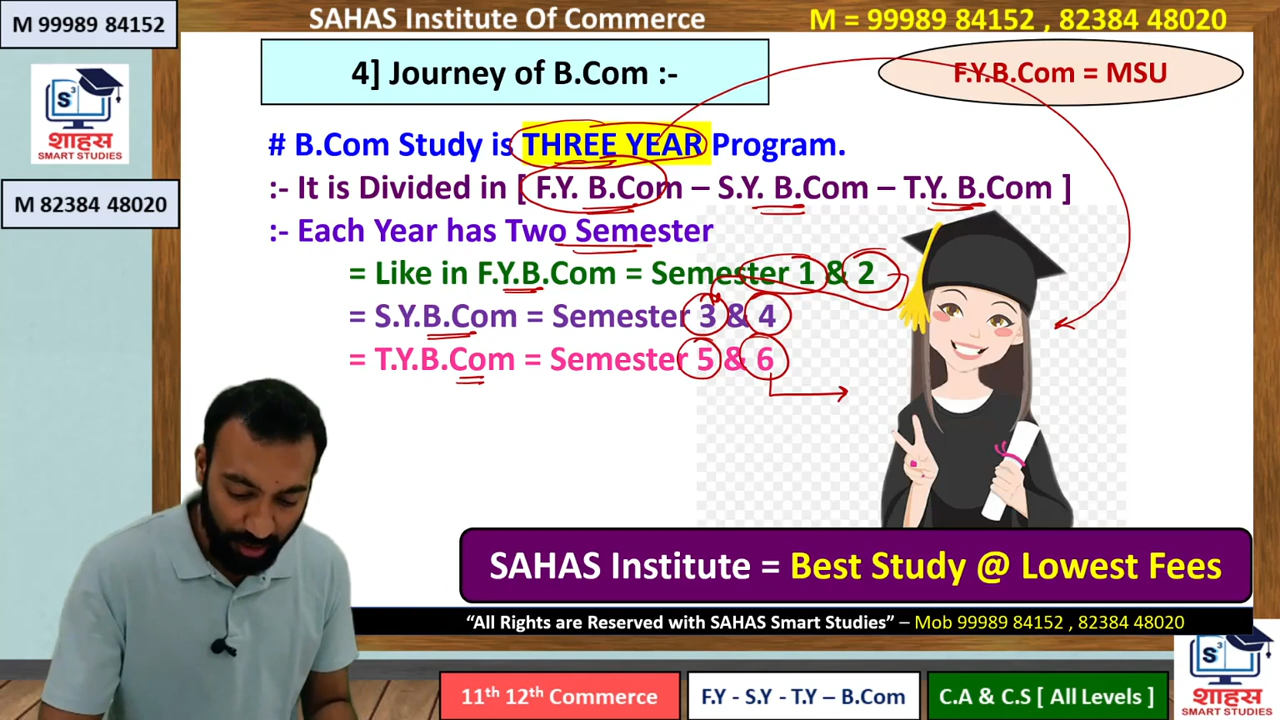 M 99989 84152
SAHAS Institute Of Commerce
M = 99989 84152 , 82384 48020
S³
शाहस
SMART STUDIES
M 82384 48020
4] Journey of B.Com :-
F.Y.B.Com = MSU
# B.Com Study is THREE YEAR Program.
:- It is Divided in [ F.Y. B.Com – S.Y. B.Com – T.Y. B.Com ]
:- Each Year has Two Semester
= Like in F.Y.B.Com = Semester 1 & 2
= S.Y.B.Com = Semester 3 & 4
= T.Y.B.Com = Semester 5 & 6
SAHAS Institute = Best Study @ Lowest Fees
“All Rights are Reserved with SAHAS Smart Studies” – Mob 99989 84152 , 82384 48020
11th 12th Commerce
F.Y - S.Y - T.Y – B.Com
C.A & C.S [ All Levels ]
S³
शाहस
SMART STUDIES